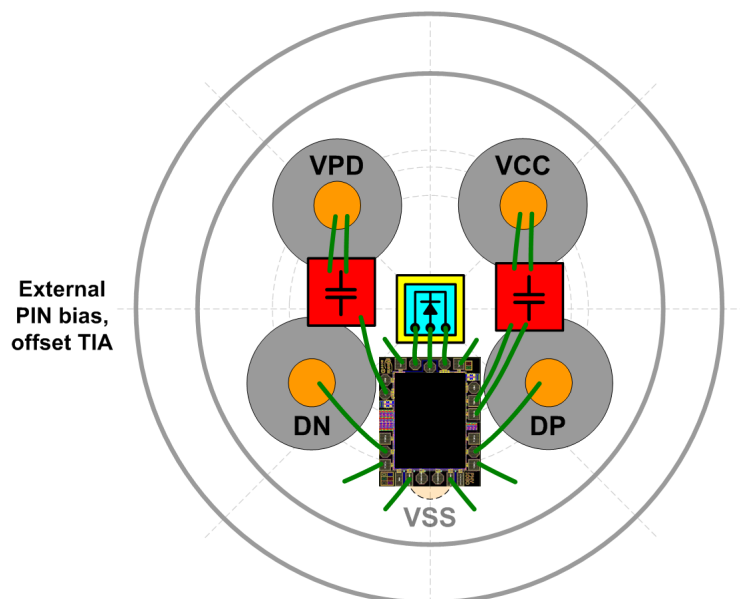 VPD
VCC
External
PIN bias,
offset TIA
DN
DP
VSS